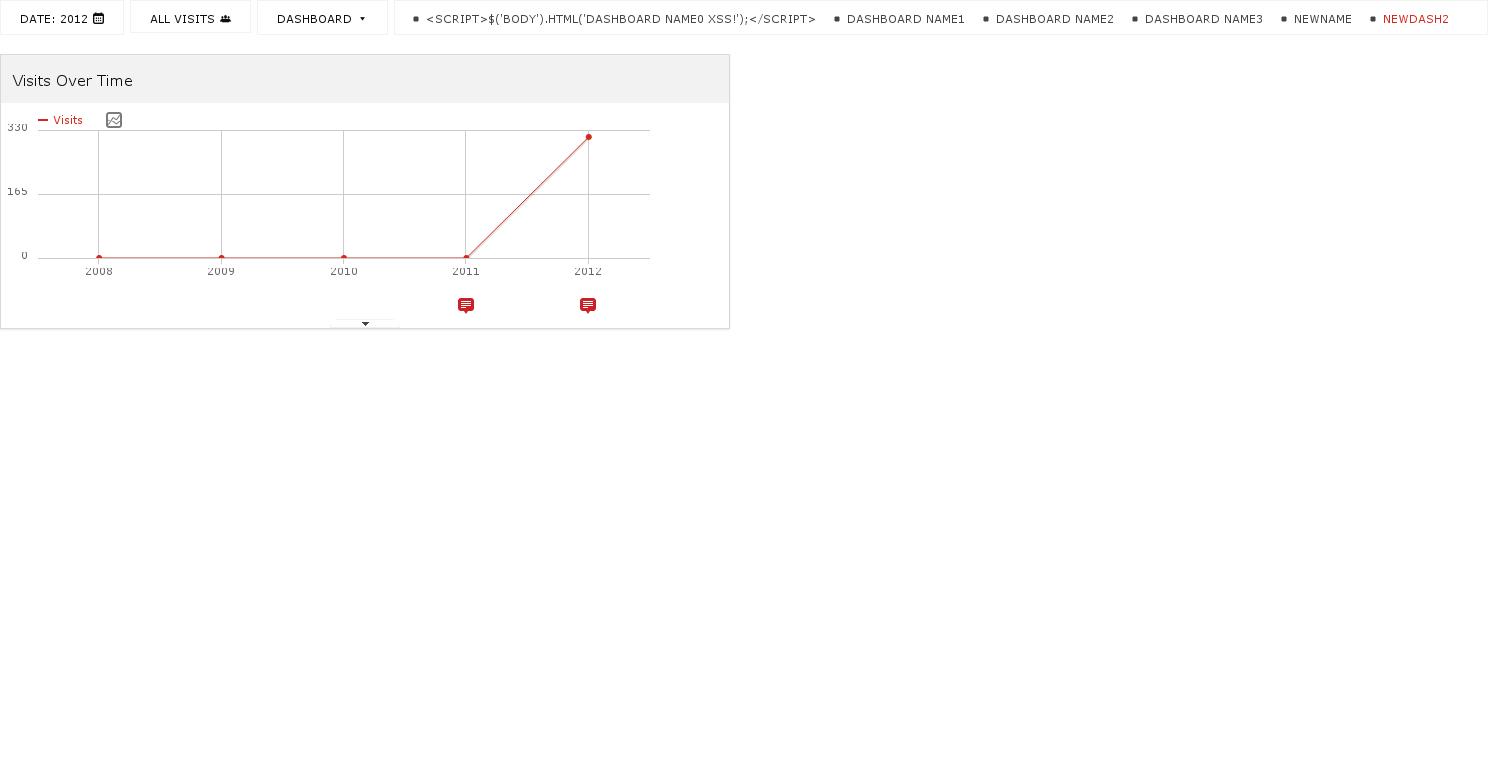 DATE: 2012 ALL VISITS DASHBOARD <SCRIPT>$('BODY').HTML('DASHBOARD NAME0 XSS!');</SCRIPT> DASHBOARD NAME1 DASHBOARD NAME2 DASHBOARD NAME3 NEWNAME NEWDASH2
Visits Over Time
Visits
330
165
0
2008 2009 2010 2011 2012